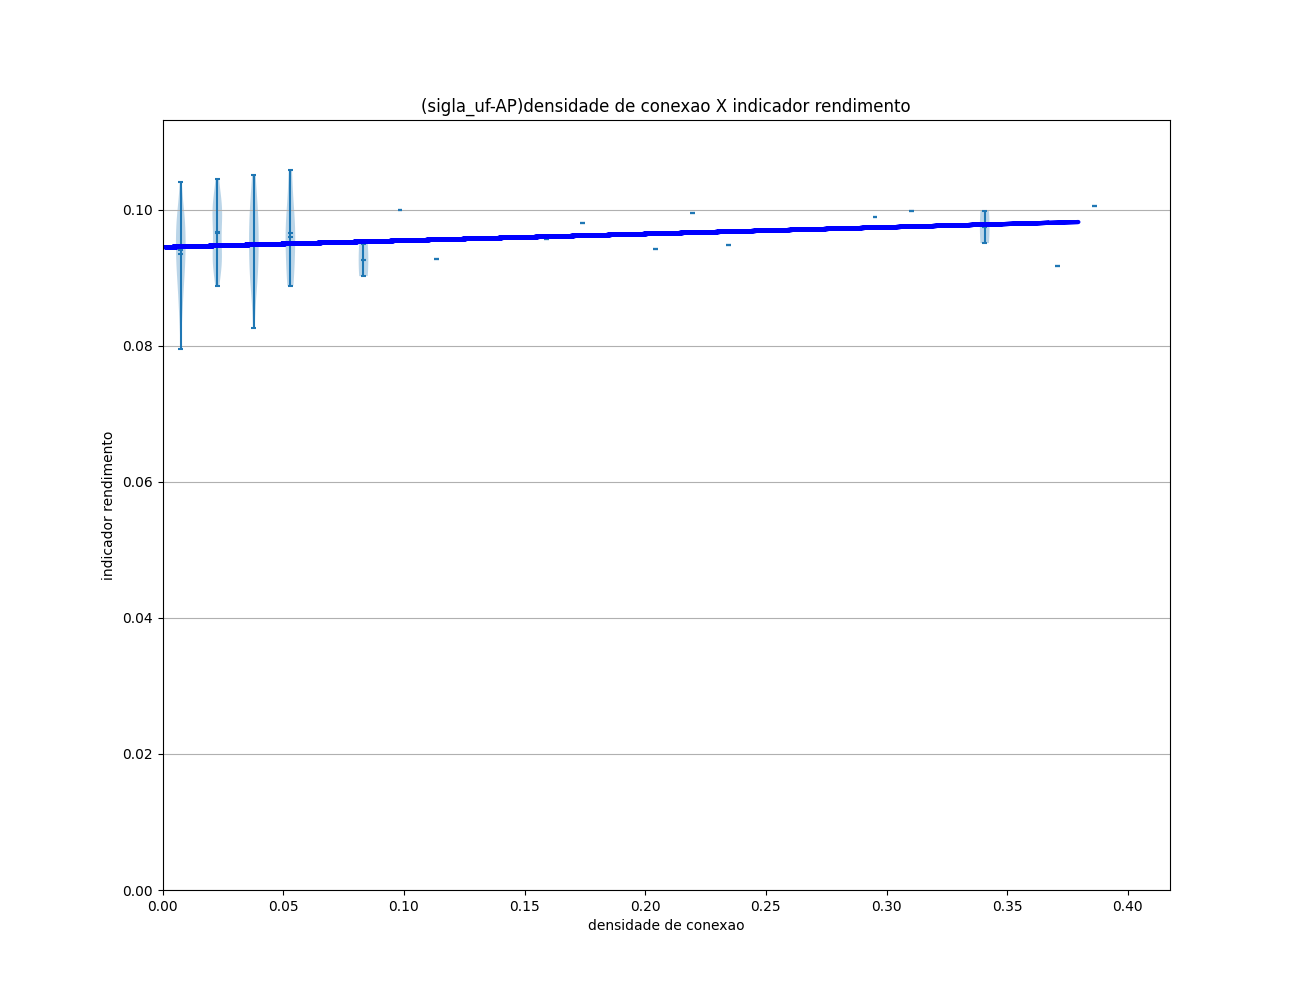 (sigla_uf-AP)densidade de conexao X indicador rendimento
indicador rendimento
0.10
0.08
0.06
0.04
0.02
0.00
0.00 0.05 0.10 0.15 0.20 0.25 0.30 0.35 0.40
densidade de conexao